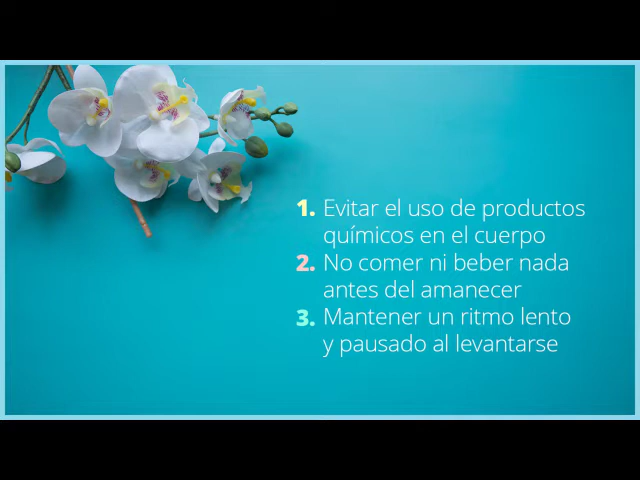 1. Evitar el uso de productos
químicos en el cuerpo
2. No comer ni beber nada
antes del amanecer
3. Mantener un ritmo lento
y pausado al levantarse